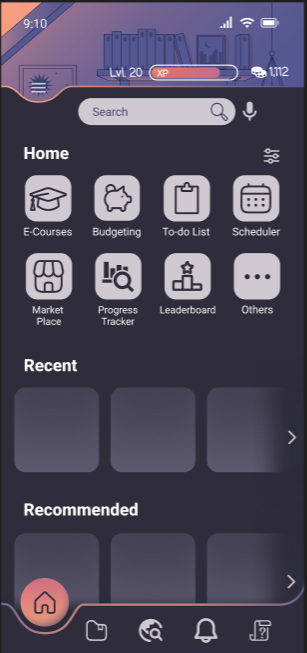 9:10
Lvl. 20 XP 1,112
Search
Home
E-Courses Budgeting To-do List Scheduler
Market Place Progress Tracker Leaderboard Others
Recent
Recommended
?